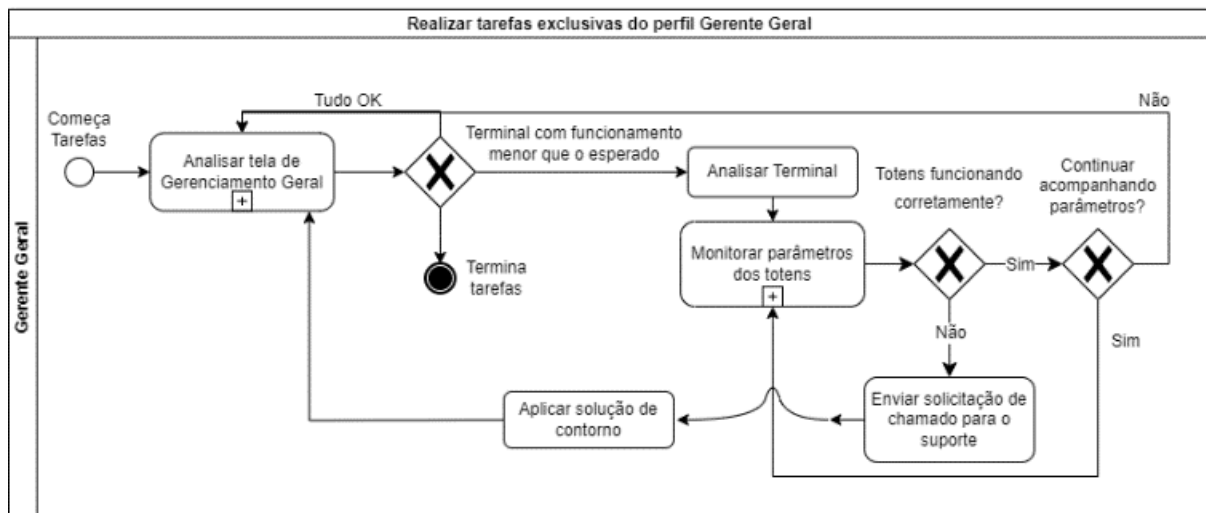 Realizar tarefas exclusivas do perfil Gerente Geral
Gerente Geral
Começa
Tarefas
Tudo OK
Não
Analisar tela de
Gerenciamento Geral
Terminal com funcionamento
menor que o esperado
Analisar Terminal
Totens funcionando
corretamente?
Continuar
acompanhando
parâmetros?
Termina
tarefas
Monitorar parâmetros
dos totens
Sim
Não
Sim
Aplicar solução de
contorno
Enviar solicitação de
chamado para o
suporte